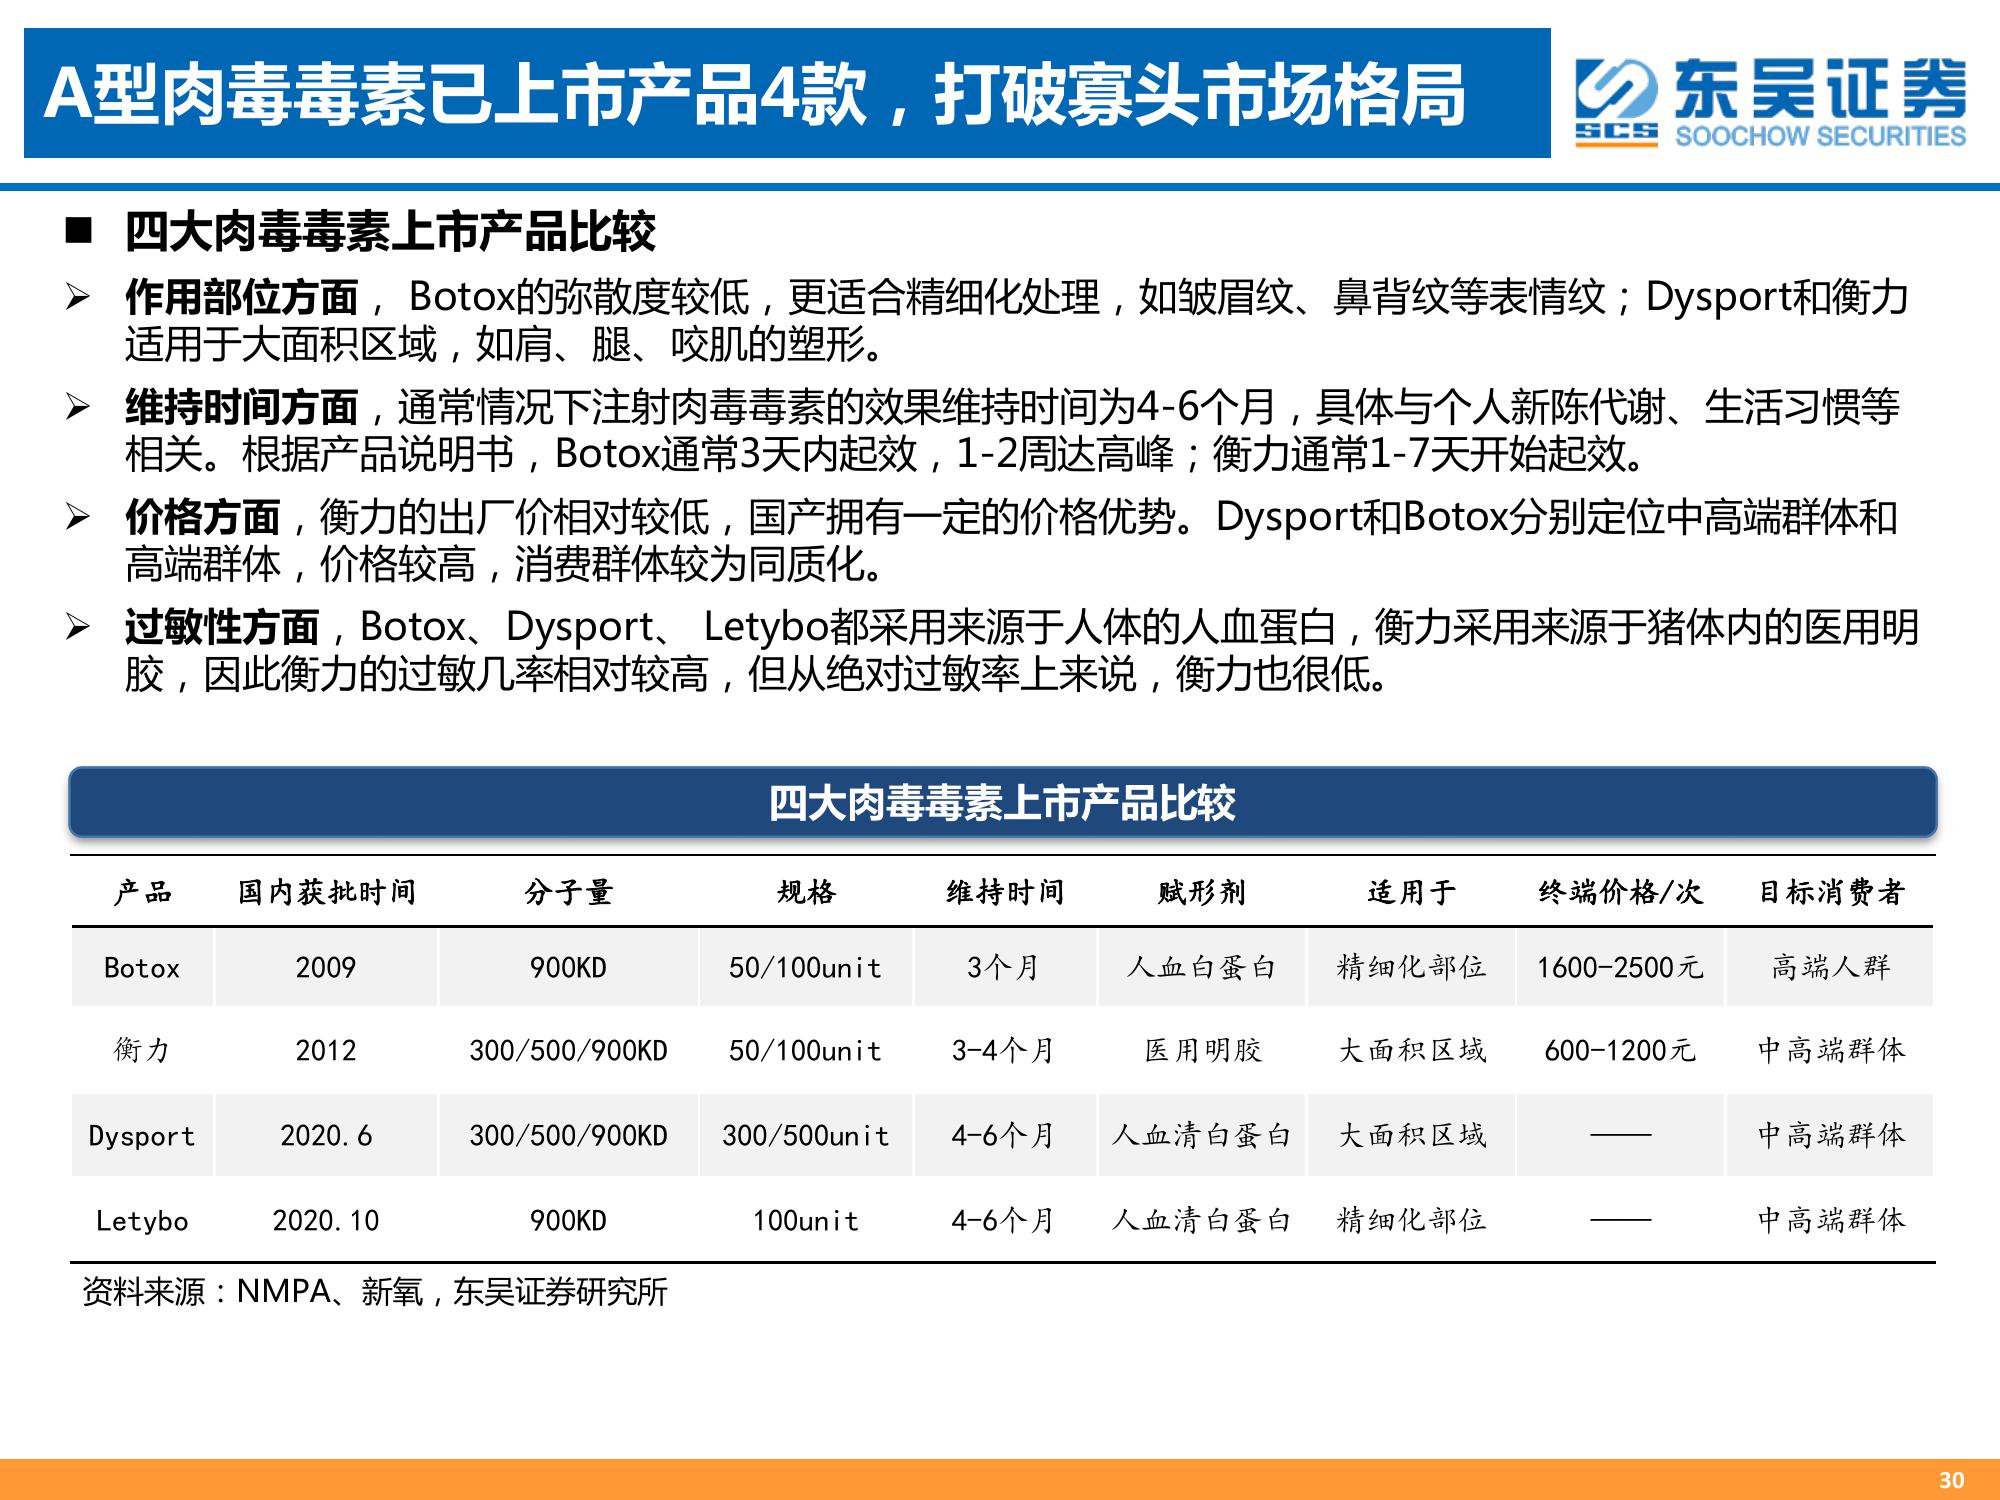 A型肉毒毒素已上市产品4款，打破寡头市场格局
SCS
东吴证券
SOOCHOW SECURITIES
四大肉毒毒素上市产品比较
作用部位方面， Botox的弥散度较低，更适合精细化处理，如皱眉纹、鼻背纹等表情纹；Dysport和衡力
适用于大面积区域，如肩、腿、咬肌的塑形。
维持时间方面，通常情况下注射肉毒毒素的效果维持时间为4-6个月，具体与个人新陈代谢、生活习惯等
相关。根据产品说明书，Botox通常3天内起效，1-2周达高峰；衡力通常1-7天开始起效。
价格方面，衡力的出厂价相对较低，国产拥有一定的价格优势。Dysport和Botox分别定位中高端群体和
高端群体，价格较高，消费群体较为同质化。
过敏性方面，Botox、Dysport、 Letybo都采用来源于人体的人血蛋白，衡力采用来源于猪体内的医用明
胶，因此衡力的过敏几率相对较高，但从绝对过敏率上来说，衡力也很低。
四大肉毒毒素上市产品比较
产品 国内获批时间 分子量 规格 维持时间 赋形剂 适用于 终端价格/次 目标消费者
Botox 2009 900KD 50/100unit 3个月 人血白蛋白 精细化部位 1600-2500元 高端人群
衡力 2012 300/500/900KD 50/100unit 3-4个月 医用明胶 大面积区域 600-1200元 中高端群体
Dysport 2020.6 300/500/900KD 300/500unit 4-6个月 人血清白蛋白 大面积区域 —— 中高端群体
Letybo 2020.10 900KD 100unit 4-6个月 人血清白蛋白 精细化部位 —— 中高端群体
资料来源：NMPA、新氧，东吴证券研究所
30